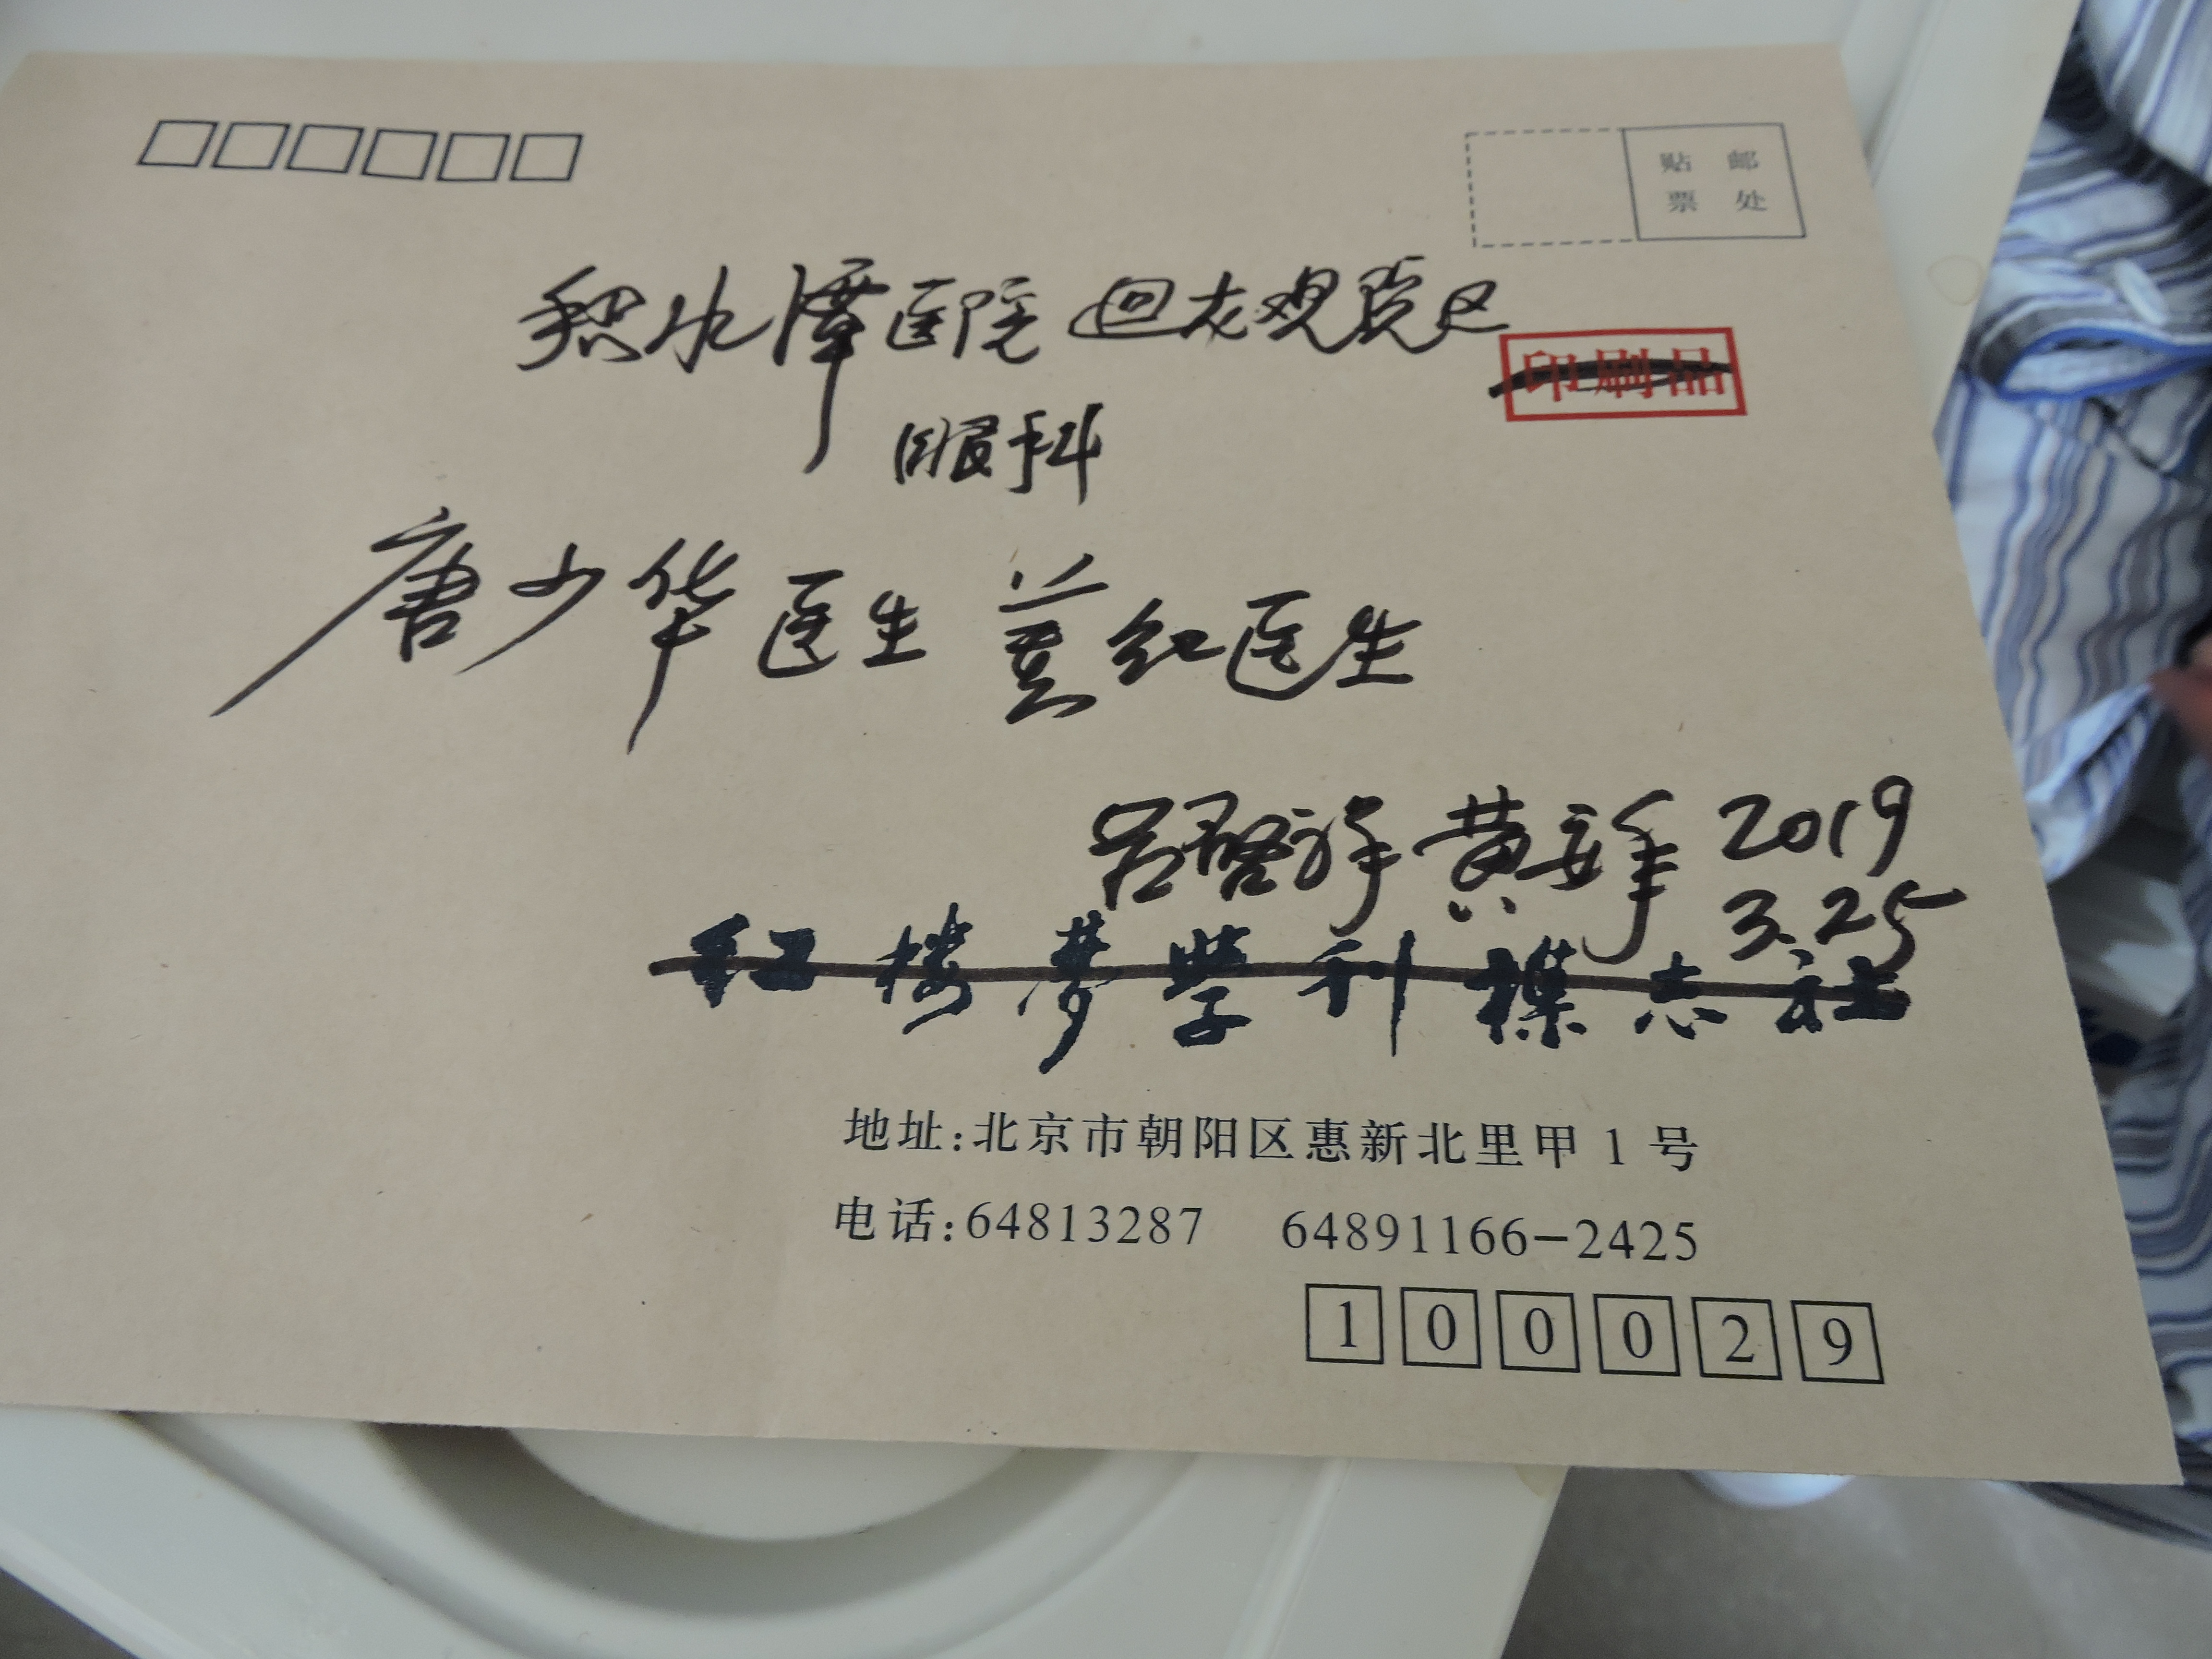 贴邮
票处
积水潭医院 回龙观院区
印刷品
眼科
唐少华医生 姜红医生
吕启祥 黄安年 2019
3.25
红楼梦学刊杂志社
地址:北京市朝阳区惠新北里甲1号
电话:64813287 64891166-2425
100029